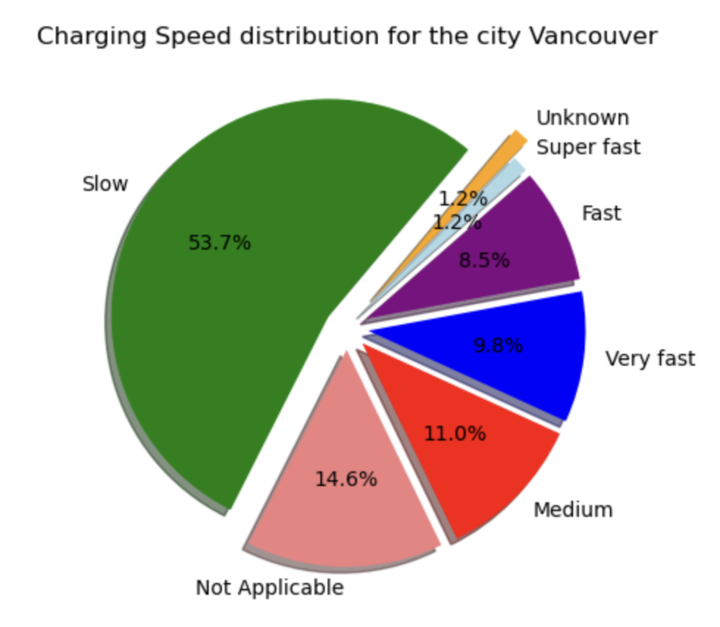 Charging Speed distribution for the city Vancouver
Unknown
Super fast
Slow
Fast
1.2%
1.2%
53.7%
8.5%
9.8%
Very fast
11.0%
14.6%
Medium
Not Applicable